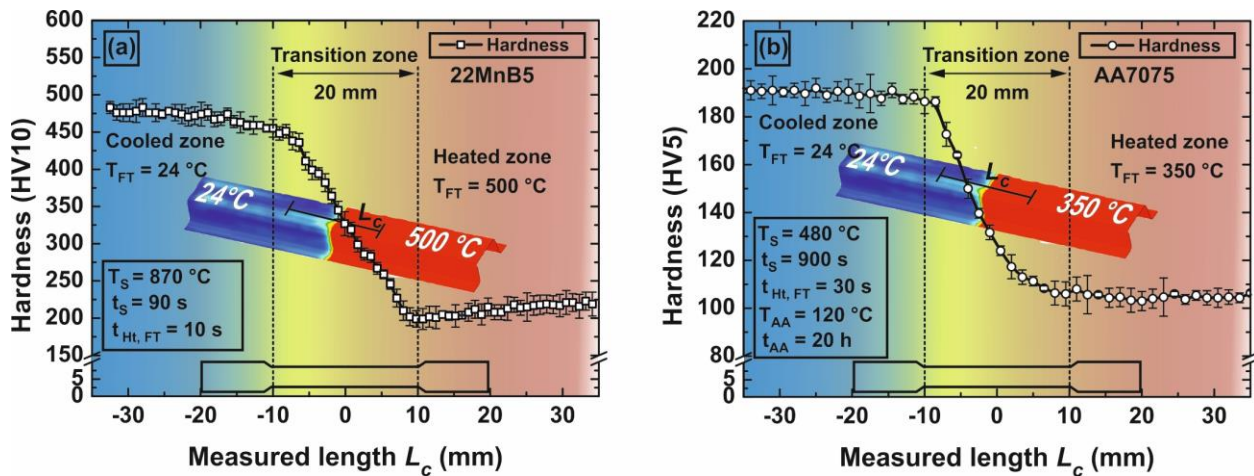 600
550
500
450
400
350
300
250
200
150
5
0
Hardness (HV10)
(a)
Transition zone
20 mm
Hardness
22MnB5
Cooled zone
T_FT = 24 °C
Heated zone
T_FT = 500 °C
24°C
L_c
500 °C
T_S = 870 °C
t_S = 90 s
t_Ht, FT = 10 s
-30 -20 -10 0 10 20 30
Measured length L_c (mm)
220
200
180
160
140
120
100
80
5
0
Hardness (HV5)
(b)
Transition zone
20 mm
Hardness
AA7075
Cooled zone
T_FT = 24 °C
Heated zone
T_FT = 350 °C
24°C
L_c
350 °C
T_S = 480 °C
t_S = 900 s
t_Ht, FT = 30 s
T_AA = 120 °C
t_AA = 20 h
-30 -20 -10 0 10 20 30
Measured length L_c (mm)